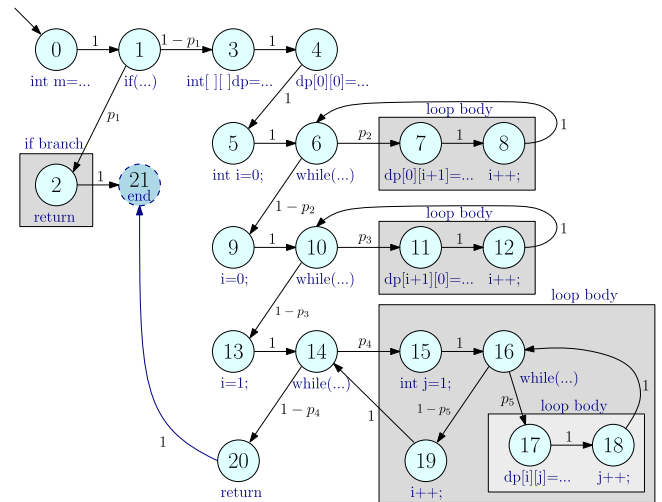 0 1 1 1 − p₁ 3 1 4
int m=... if(...) int[ ][ ]dp=... dp[0][0]=...
p₁ 1 loop body
5 1 6 p₂ 7 1 8 1
if branch
int i=0; while(...) dp[0][i+1]=... i++;
2 1 21
end
return
1 − p₂ loop body
9 1 10 p₃ 11 1 12 1
i=0; while(...) dp[i+1][0]=... i++;
1 − p₃ loop body
13 1 14 p₄ 15 1 16
i=1; while(...) int j=1; while(...)
1
1 − p₄ 1 1 − p₅ p₅ loop body
1 20 19 17 1 18
dp[i][j]=... j++;
return i++;